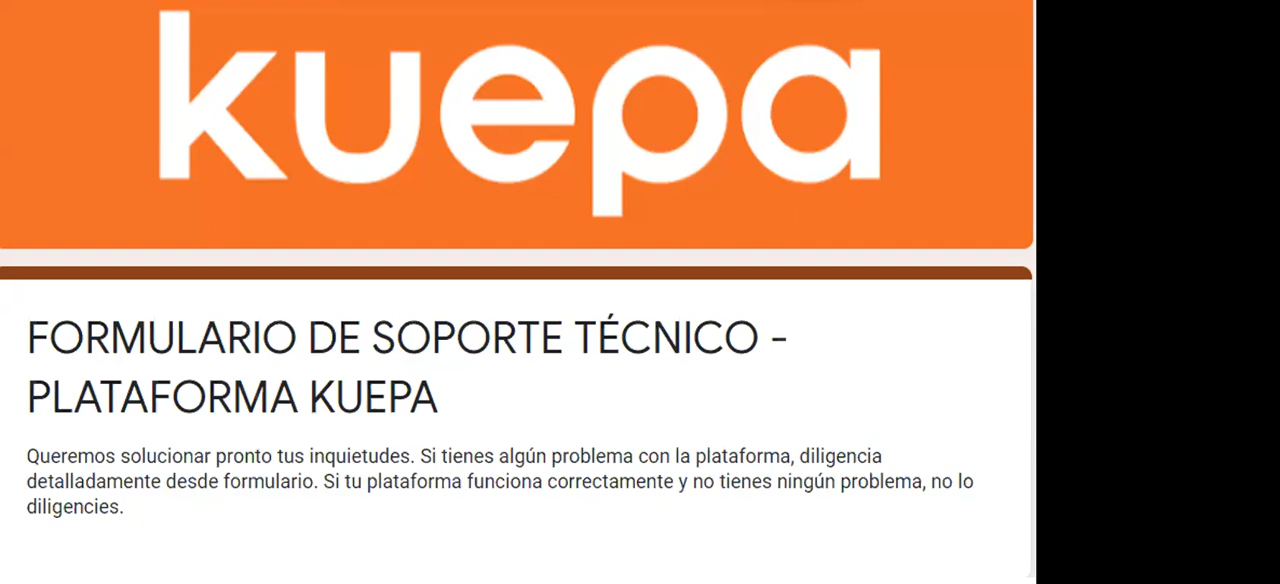 kuepa
FORMULARIO DE SOPORTE TÉCNICO -
PLATAFORMA KUEPA
Queremos solucionar pronto tus inquietudes. Si tienes algún problema con la plataforma, diligencia
detalladamente desde formulario. Si tu plataforma funciona correctamente y no tienes ningún problema, no lo
diligencies.